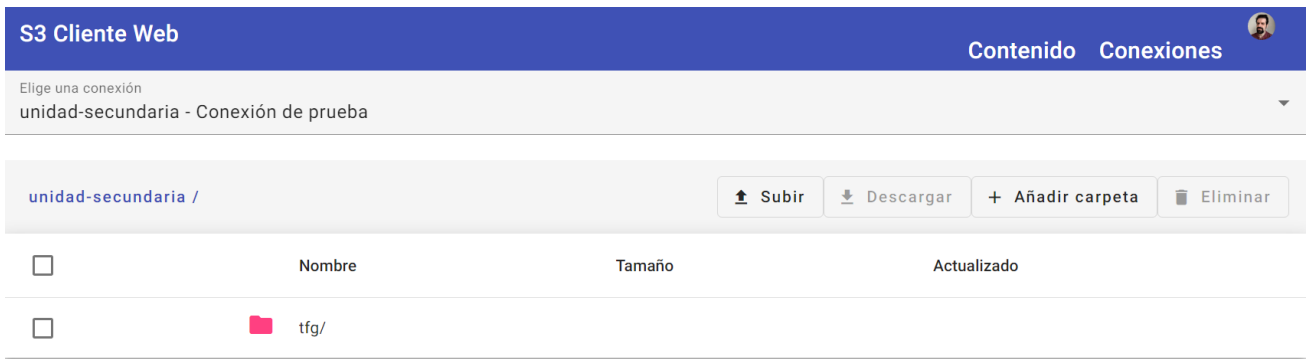 S3 Cliente Web
Contenido Conexiones
Elige una conexión
unidad-secundaria - Conexión de prueba
unidad-secundaria / Subir Descargar + Añadir carpeta Eliminar
Nombre Tamaño Actualizado
tfg/